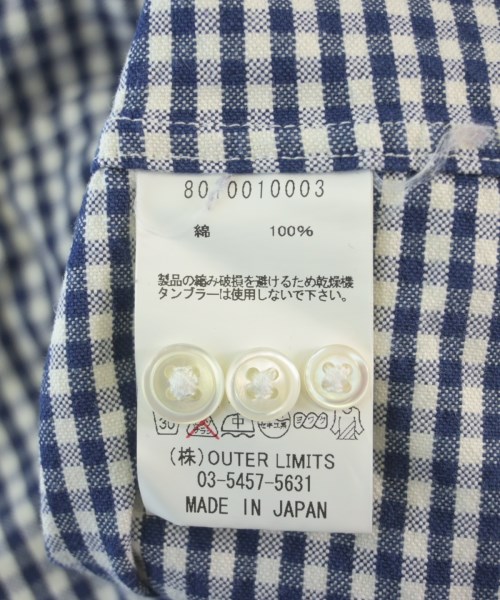 0010003
綿 100%
製品の縮み破損を避けるため乾燥機
タンブラーは使用しないで下さい。
30
中
(株)OUTER LIMITS
03-5457-5631
MADE IN JAPAN